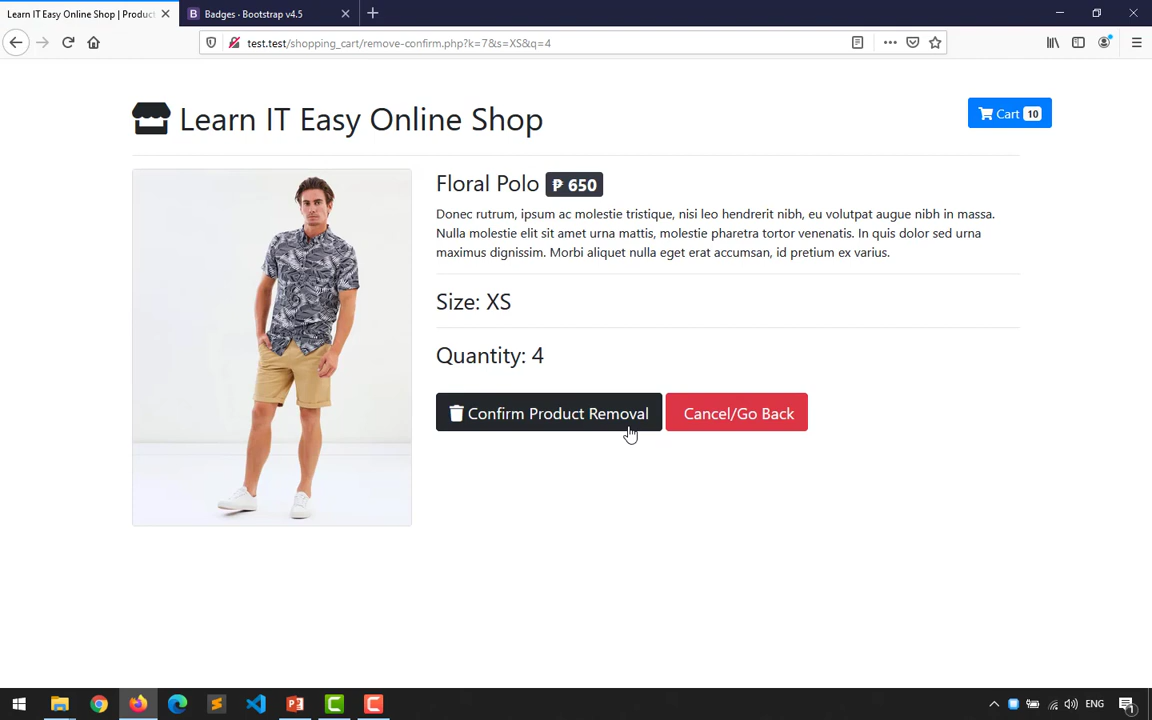 Learn IT Easy Online Shop | Product
Badges · Bootstrap v4.5
test.test/shopping_cart/remove-confirm.php?k=7&s=XS&q=4
Learn IT Easy Online Shop
Cart 10
Floral Polo ₱ 650
Donec rutrum, ipsum ac molestie tristique, nisi leo hendrerit nibh, eu volutpat augue nibh in massa.
Nulla molestie elit sit amet urna mattis, molestie pharetra tortor venenatis. In quis dolor sed urna
maximus dignissim. Morbi aliquet nulla eget erat accumsan, id pretium ex varius.
Size: XS
Quantity: 4
Confirm Product Removal
Cancel/Go Back
ENG
1